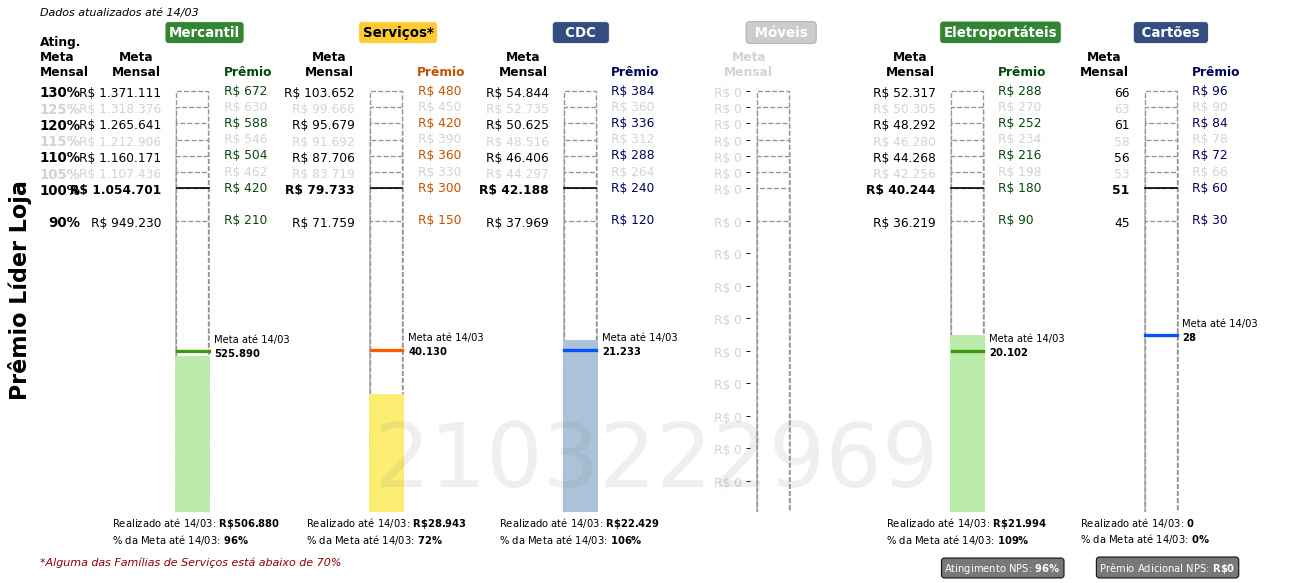 Dados atualizados até 14/03
Mercantil Serviços* CDC Móveis Eletroportáteis Cartões
Ating.
Meta Meta Meta Meta Meta Meta Meta
Mensal Mensal Prêmio Mensal Prêmio Mensal Prêmio Mensal Mensal Prêmio Mensal Prêmio
130% R$ 1.371.111 R$ 672 R$ 103.652 R$ 480 R$ 54.844 R$ 384 R$ 0 R$ 52.317 R$ 288 66 R$ 96
125% R$ 1.318.376 R$ 630 R$ 99.666 R$ 450 R$ 52.735 R$ 360 R$ 0 R$ 50.305 R$ 270 63 R$ 90
120% R$ 1.265.641 R$ 588 R$ 95.679 R$ 420 R$ 50.625 R$ 336 R$ 0 R$ 48.292 R$ 252 61 R$ 84
115% R$ 1.212.906 R$ 546 R$ 91.692 R$ 390 R$ 48.516 R$ 312 R$ 0 R$ 46.280 R$ 234 58 R$ 78
110% R$ 1.160.171 R$ 504 R$ 87.706 R$ 360 R$ 46.406 R$ 288 R$ 0 R$ 44.268 R$ 216 56 R$ 72
105% R$ 1.107.436 R$ 462 R$ 83.719 R$ 330 R$ 44.297 R$ 264 R$ 0 R$ 42.256 R$ 198 53 R$ 66
100% R$ 1.054.701 R$ 420 R$ 79.733 R$ 300 R$ 42.188 R$ 240 R$ 0 R$ 40.244 R$ 180 51 R$ 60
90% R$ 949.230 R$ 210 R$ 71.759 R$ 150 R$ 37.969 R$ 120 R$ 0 R$ 36.219 R$ 90 45 R$ 30
R$ 0
R$ 0
R$ 0
Prêmio Líder Loja
Meta até 14/03 Meta até 14/03 Meta até 14/03 R$ 0 Meta até 14/03 Meta até 14/03
525.890 40.130 21.233 20.102 28
R$ 0
R$ 0
R$ 0
R$ 0
2103222969
Realizado até 14/03: R$506.880 Realizado até 14/03: R$28.943 Realizado até 14/03: R$22.429 Realizado até 14/03: R$21.994 Realizado até 14/03: 0
% da Meta até 14/03: 96% % da Meta até 14/03: 72% % da Meta até 14/03: 106% % da Meta até 14/03: 109% % da Meta até 14/03: 0%
*Alguma das Famílias de Serviços está abaixo de 70% Atingimento NPS: 96% Prêmio Adicional NPS: R$0